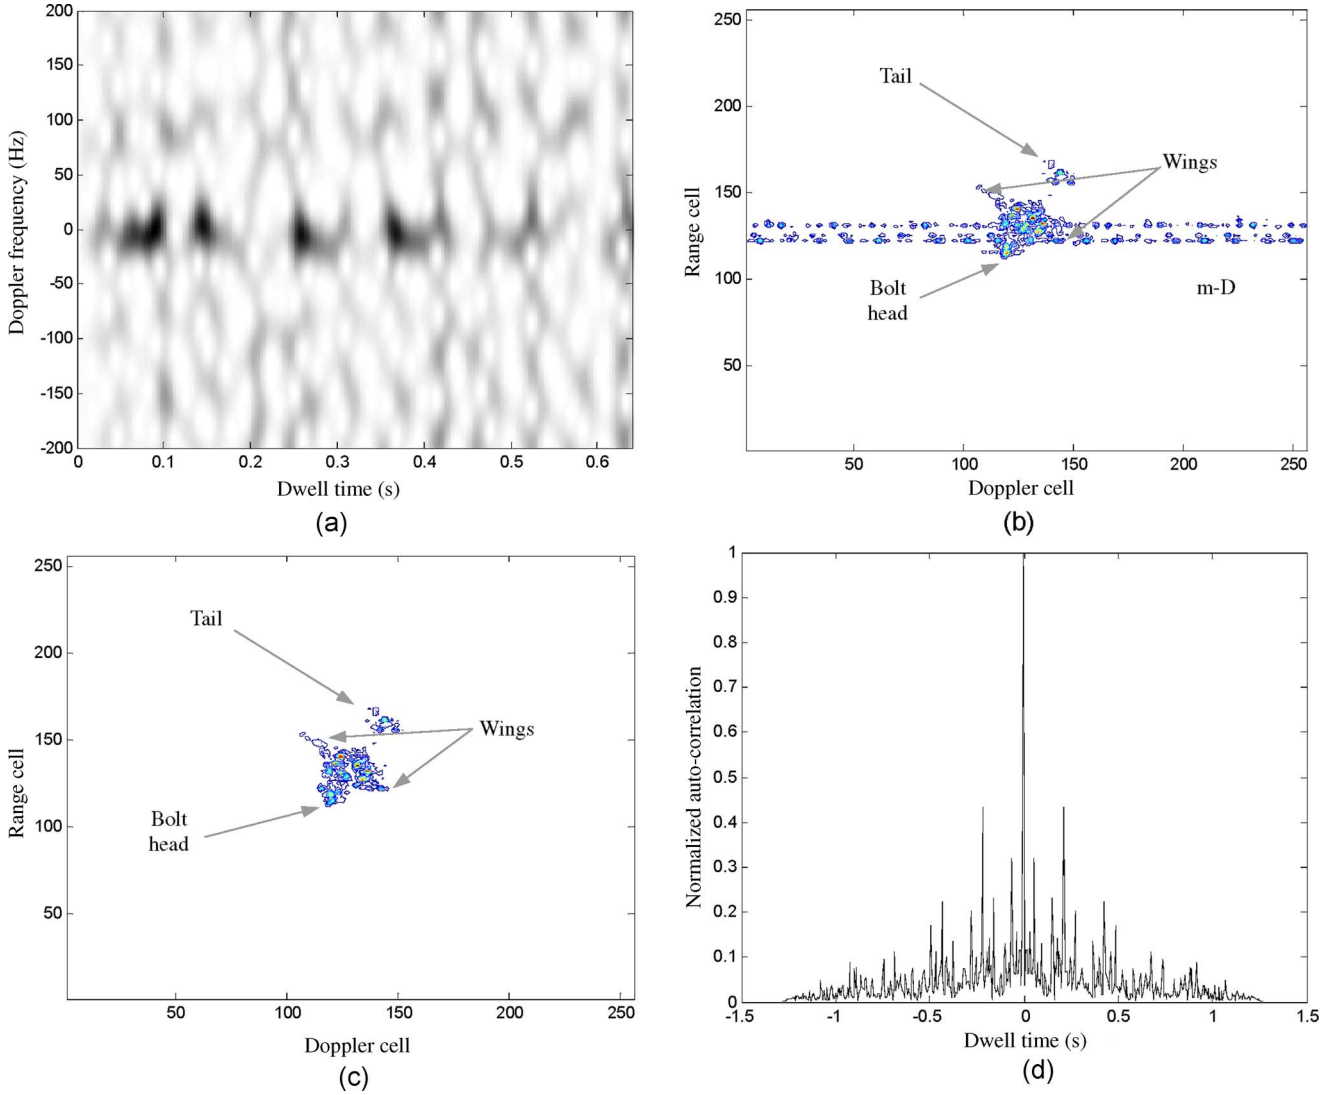 200
150
100
50
0
-50
-100
-150
-200
Doppler frequency (Hz)
0 0.1 0.2 0.3 0.4 0.5 0.6
Dwell time (s)
(a)
250
200
150
100
50
Range cell
Tail
Wings
Bolt
head
m-D
50 100 150 200 250
Doppler cell
(b)
250
200
150
100
50
Range cell
Tail
Wings
Bolt
head
50 100 150 200 250
Doppler cell
(c)
1
0.9
0.8
0.7
0.6
0.5
0.4
0.3
0.2
0.1
0
Normalized auto-correlation
-1.5 -1 -0.5 0 0.5 1 1.5
Dwell time (s)
(d)